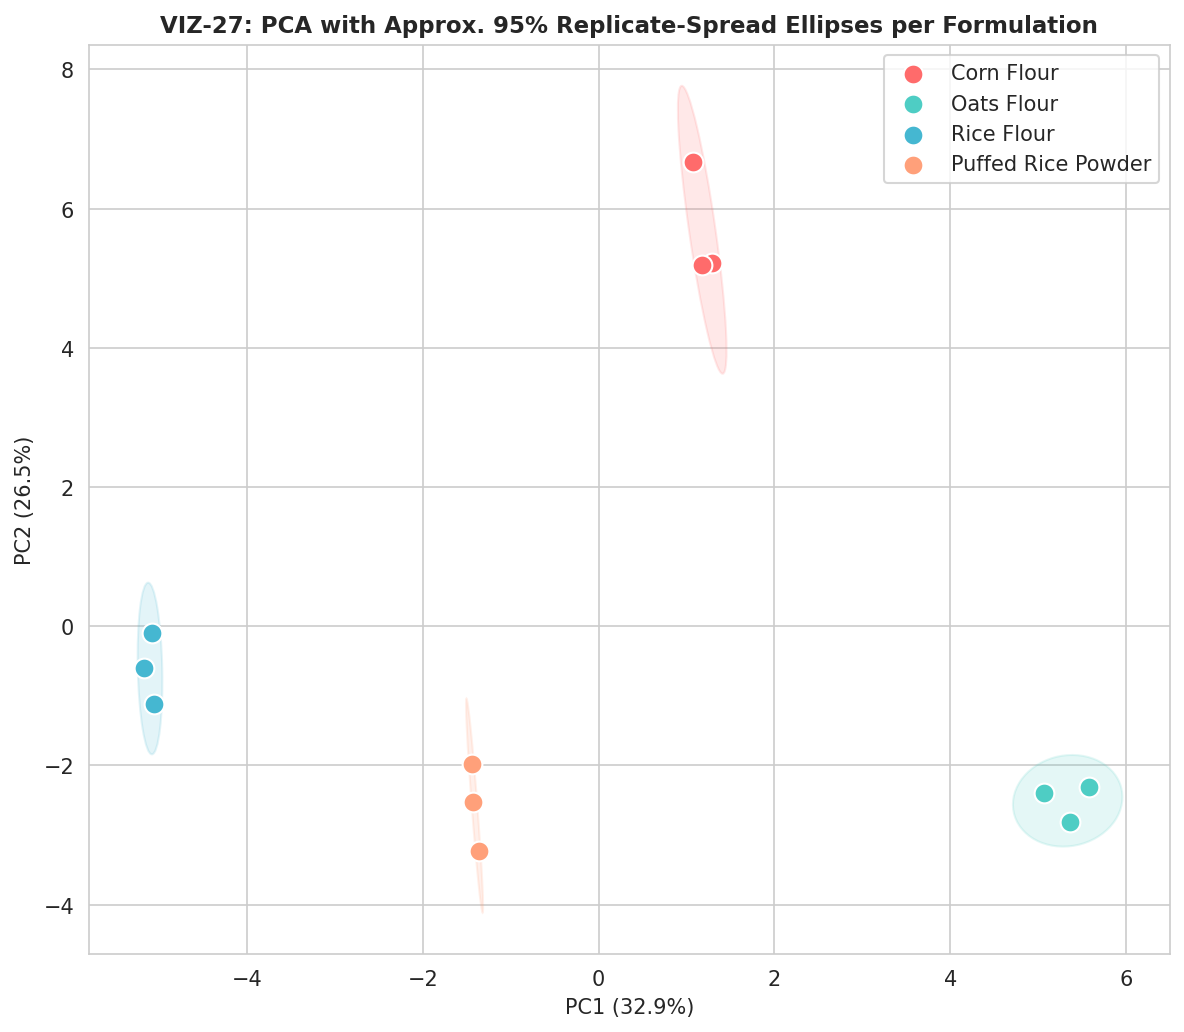 VIZ-27: PCA with Approx. 95% Replicate-Spread Ellipses per Formulation
Corn Flour
Oats Flour
Rice Flour
Puffed Rice Powder
8
6
4
2
0
−2
−4
PC2 (26.5%)
−4
−2
0
2
4
6
PC1 (32.9%)